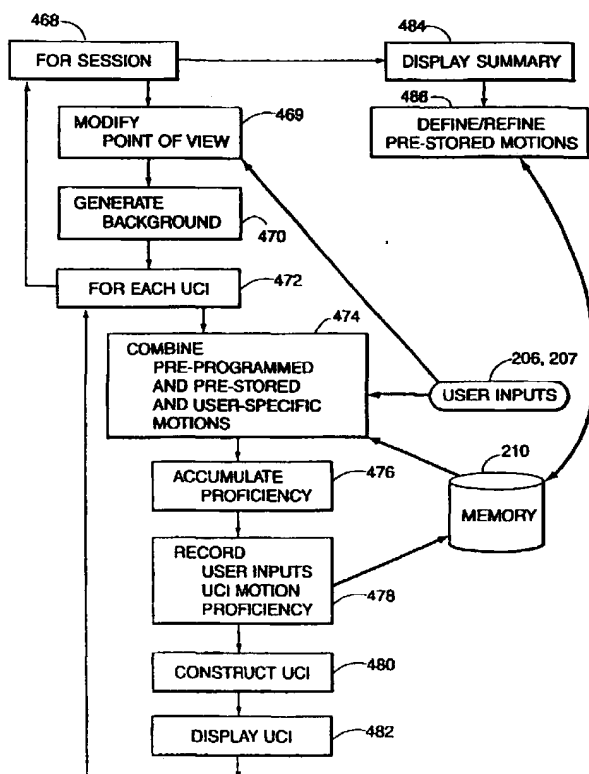 468
FOR SESSION
484
DISPLAY SUMMARY
469
MODIFY
POINT OF VIEW
486
DEFINE/REFINE
PRE-STORED MOTIONS
GENERATE
BACKGROUND
470
FOR EACH UCI
472
474
COMBINE
PRE-PROGRAMMED
AND PRE-STORED
AND USER-SPECIFIC
MOTIONS
206, 207
USER INPUTS
ACCUMULATE
PROFICIENCY
476
210
MEMORY
RECORD
USER INPUTS
UCI MOTION
PROFICIENCY
478
CONSTRUCT UCI
480
DISPLAY UCI
482